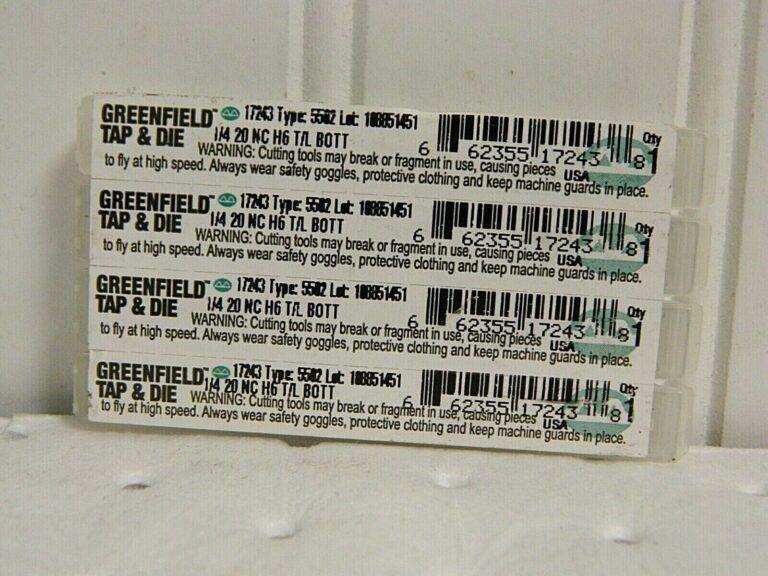 GREENFIELD™ 17243 Type: 5502 Lot: 108851451
TAP & DIE 1/4 20 NC H6 T/L BOTT
6 62355 17243 8 Qty 1
WARNING: Cutting tools may break or fragment in use, causing pieces USA
to fly at high speed. Always wear safety goggles, protective clothing and keep machine guards in place.
GREENFIELD™ 17243 Type: 5502 Lot: 108851451
TAP & DIE 1/4 20 NC H6 T/L BOTT
6 62355 17243 8 Qty 1
WARNING: Cutting tools may break or fragment in use, causing pieces USA
to fly at high speed. Always wear safety goggles, protective clothing and keep machine guards in place.
GREENFIELD™ 17243 Type: 5502 Lot: 108851451
TAP & DIE 1/4 20 NC H6 T/L BOTT
6 62355 17243 8 Qty 1
WARNING: Cutting tools may break or fragment in use, causing pieces USA
to fly at high speed. Always wear safety goggles, protective clothing and keep machine guards in place.
GREENFIELD™ 17243 Type: 5502 Lot: 108851451
TAP & DIE 1/4 20 NC H6 T/L BOTT
6 62355 17243 8 Qty 1
WARNING: Cutting tools may break or fragment in use, causing pieces USA
to fly at high speed. Always wear safety goggles, protective clothing and keep machine guards in place.